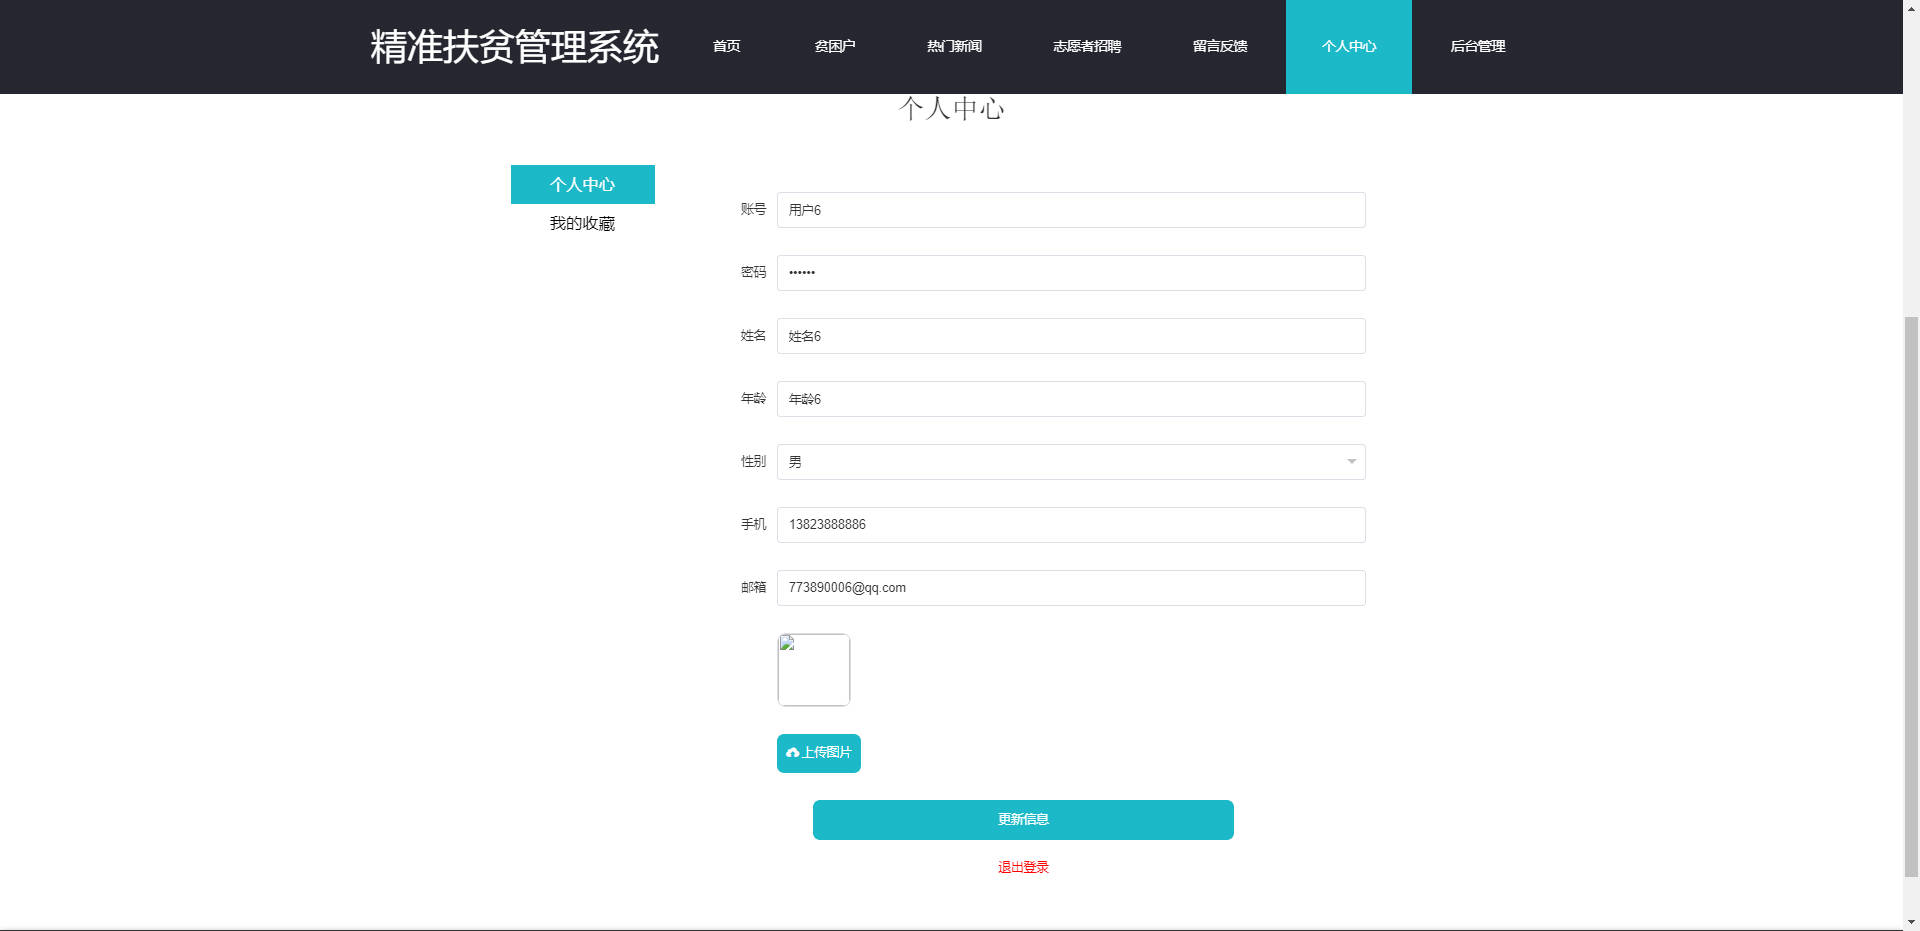 精准扶贫管理系统 首页 贫困户 热门新闻 志愿者招聘 留言反馈 个人中心 后台管理
个人中心
个人中心
我的收藏
账号 用户6
密码 ••••••
姓名 姓名6
年龄 年龄6
性别 男
手机 13823888886
邮箱 773890006@qq.com
上传图片
更新信息
退出登录